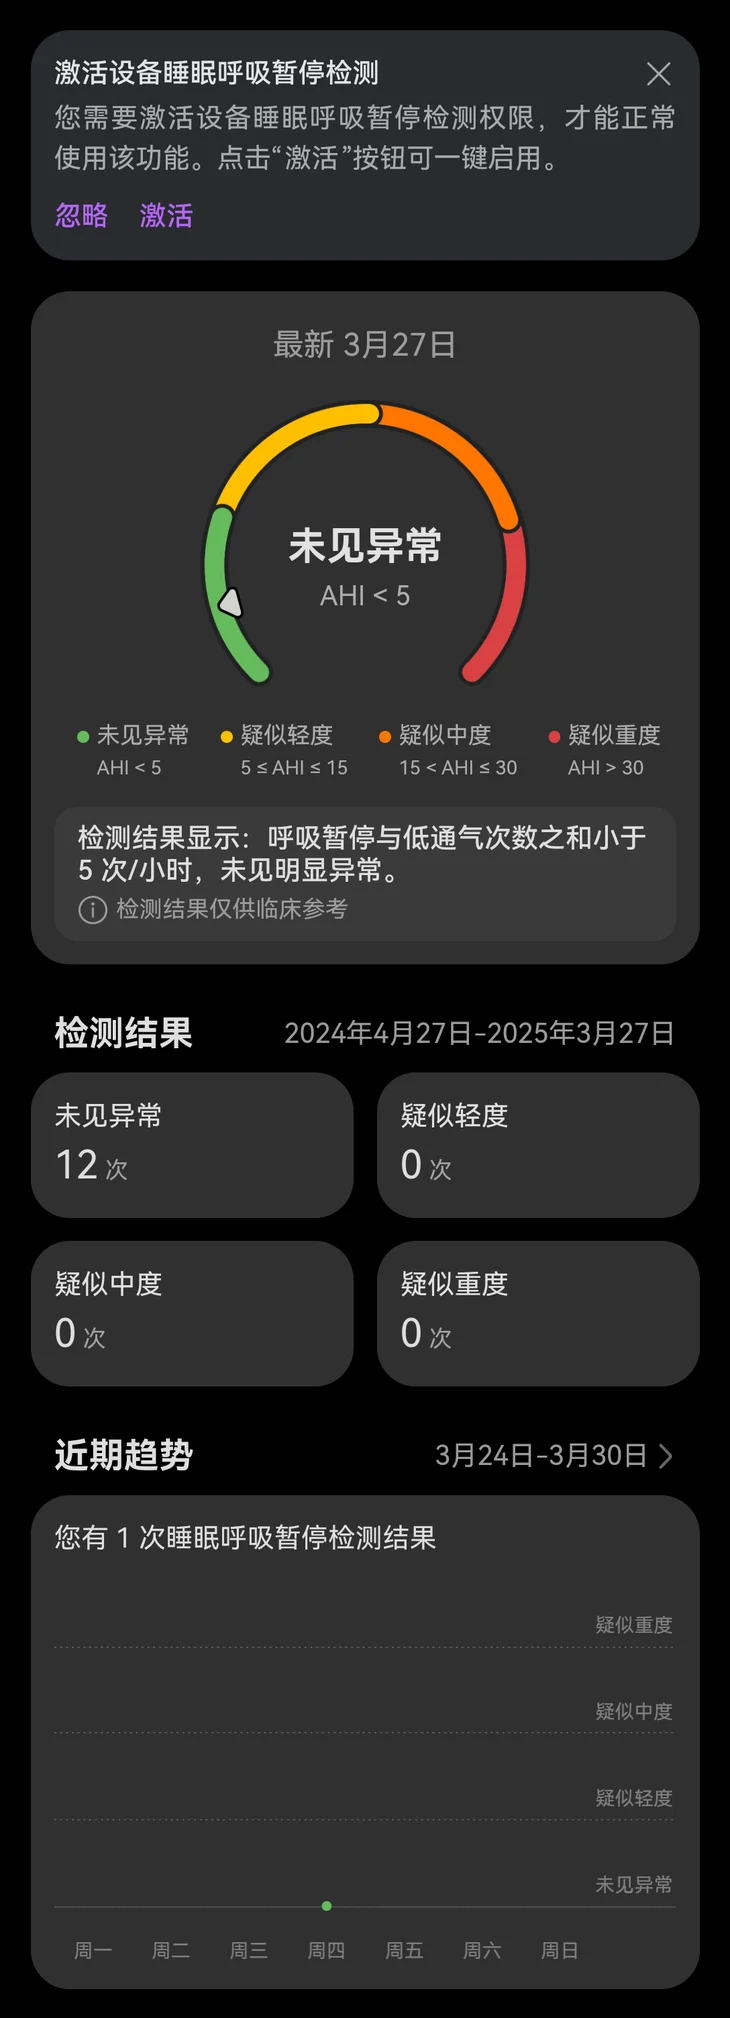 激活设备睡眠呼吸暂停检测
您需要激活设备睡眠呼吸暂停检测权限，才能正常
使用该功能。点击“激活”按钮可一键启用。
忽略 激活
最新 3月27日
未见异常
AHI < 5
未见异常 疑似轻度 疑似中度 疑似重度
AHI < 5 5 ≤ AHI ≤ 15 15 < AHI ≤ 30 AHI > 30
检测结果显示：呼吸暂停与低通气次数之和小于
5 次/小时，未见明显异常。
检测结果仅供临床参考
检测结果 2024年4月27日-2025年3月27日
未见异常 疑似轻度
12 次 0 次
疑似中度 疑似重度
0 次 0 次
近期趋势 3月24日-3月30日
您有 1 次睡眠呼吸暂停检测结果
疑似重度
疑似中度
疑似轻度
未见异常
周一 周二 周三 周四 周五 周六 周日